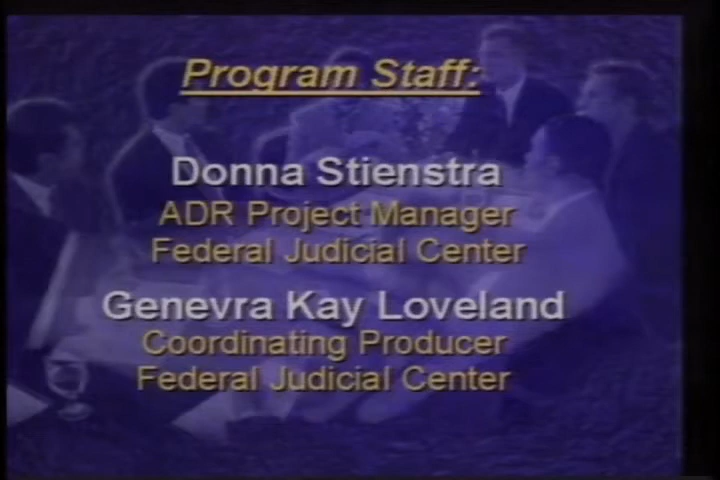 Program Staff:
Donna Stienstra
ADR Project Manager
Federal Judicial Center
Genevra Kay Loveland
Coordinating Producer
Federal Judicial Center